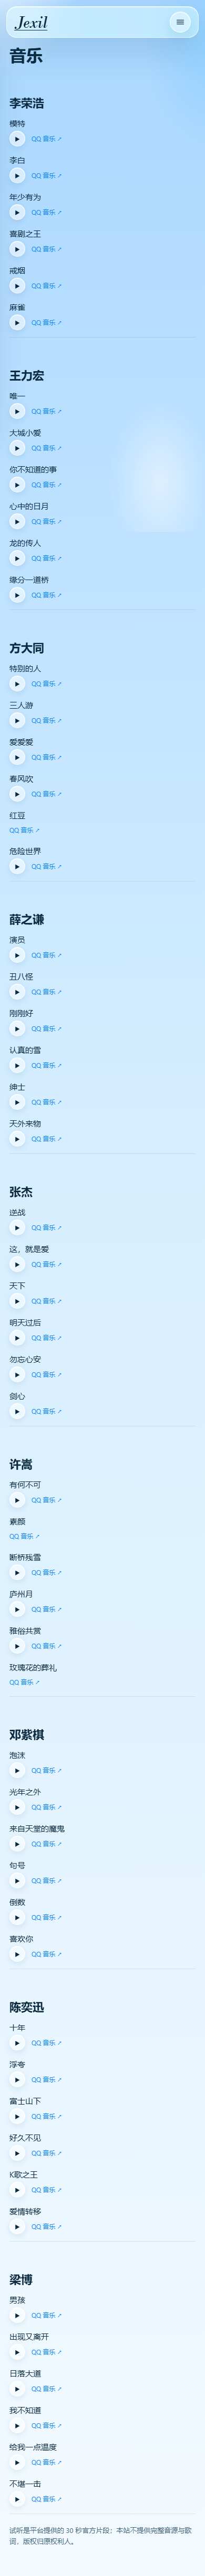 Jexil
音乐
李荣浩
模特
QQ 音乐 ↗
李白
QQ 音乐 ↗
年少有为
QQ 音乐 ↗
喜剧之王
QQ 音乐 ↗
戒烟
QQ 音乐 ↗
麻雀
QQ 音乐 ↗
王力宏
唯一
QQ 音乐 ↗
大城小爱
QQ 音乐 ↗
你不知道的事
QQ 音乐 ↗
心中的日月
QQ 音乐 ↗
龙的传人
QQ 音乐 ↗
缘分一道桥
QQ 音乐 ↗
方大同
特别的人
QQ 音乐 ↗
三人游
QQ 音乐 ↗
爱爱爱
QQ 音乐 ↗
春风吹
QQ 音乐 ↗
红豆
QQ 音乐 ↗
危险世界
QQ 音乐 ↗
薛之谦
演员
QQ 音乐 ↗
丑八怪
QQ 音乐 ↗
刚刚好
QQ 音乐 ↗
认真的雪
QQ 音乐 ↗
绅士
QQ 音乐 ↗
天外来物
QQ 音乐 ↗
张杰
逆战
QQ 音乐 ↗
这，就是爱
QQ 音乐 ↗
天下
QQ 音乐 ↗
明天过后
QQ 音乐 ↗
勿忘心安
QQ 音乐 ↗
剑心
QQ 音乐 ↗
许嵩
有何不可
QQ 音乐 ↗
素颜
QQ 音乐 ↗
断桥残雪
QQ 音乐 ↗
庐州月
QQ 音乐 ↗
雅俗共赏
QQ 音乐 ↗
玫瑰花的葬礼
QQ 音乐 ↗
邓紫棋
泡沫
QQ 音乐 ↗
光年之外
QQ 音乐 ↗
来自天堂的魔鬼
QQ 音乐 ↗
句号
QQ 音乐 ↗
倒数
QQ 音乐 ↗
喜欢你
QQ 音乐 ↗
陈奕迅
十年
QQ 音乐 ↗
浮夸
QQ 音乐 ↗
富士山下
QQ 音乐 ↗
好久不见
QQ 音乐 ↗
K歌之王
QQ 音乐 ↗
爱情转移
QQ 音乐 ↗
梁博
男孩
QQ 音乐 ↗
出现又离开
QQ 音乐 ↗
日落大道
QQ 音乐 ↗
我不知道
QQ 音乐 ↗
给我一点温度
QQ 音乐 ↗
不堪一击
QQ 音乐 ↗
试听是平台提供的 30 秒官方片段；本站不提供完整音源与歌
词，版权归原权利人。